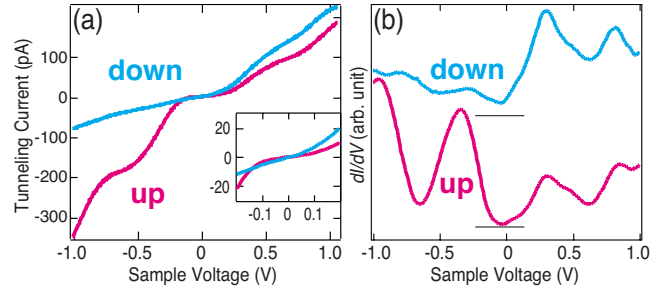 (a)
down
up
Tunneling Current (pA)
100
0
-100
-200
-300
-1.0 -0.5 0 0.5 1.0
Sample Voltage (V)
20
0
-20
-0.1 0 0.1
(b)
down
up
dI/dV (arb. unit)
-1.0 -0.5 0 0.5 1.0
Sample Voltage (V)